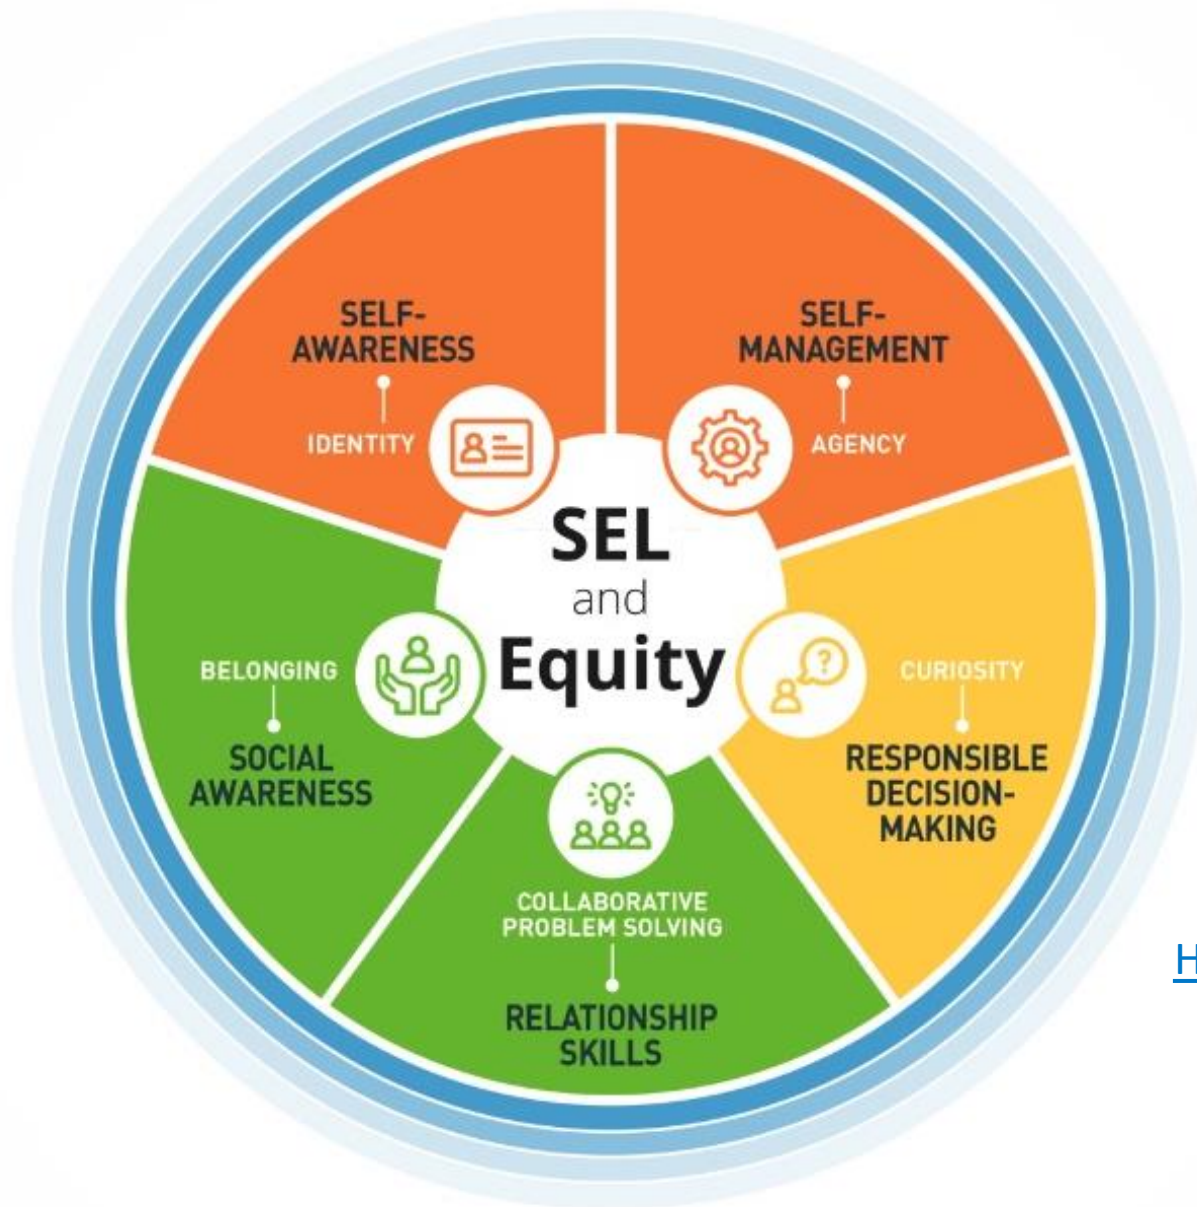 SELF-
AWARENESS
IDENTITY
SELF-
MANAGEMENT
AGENCY
SEL
and
Equity
BELONGING
SOCIAL
AWARENESS
CURIOSITY
RESPONSIBLE
DECISION-
MAKING
COLLABORATIVE
PROBLEM SOLVING
RELATIONSHIP
SKILLS
?
H